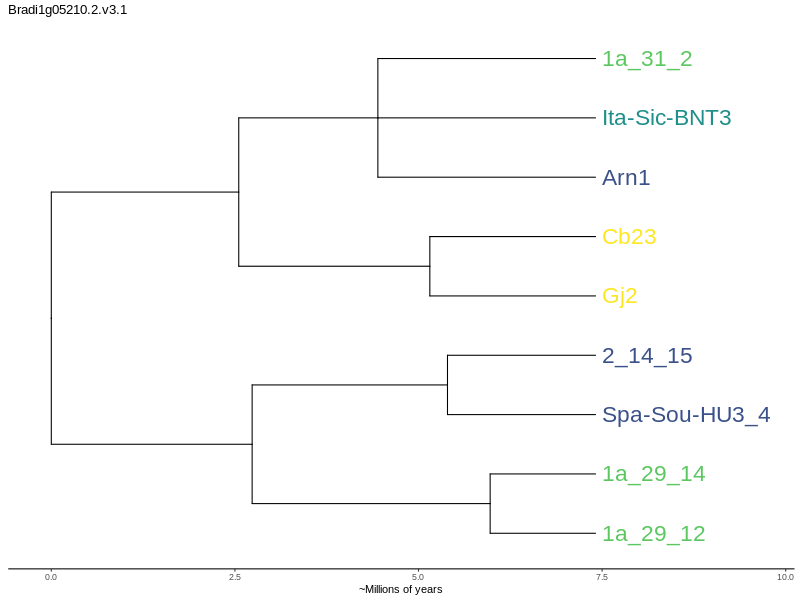 Bradi1g05210.2.v3.1
1a_31_2
Ita-Sic-BNT3
Arn1
Cb23
Gj2
2_14_15
Spa-Sou-HU3_4
1a_29_14
1a_29_12
0.0 2.5 5.0 7.5 10.0
~Millions of years